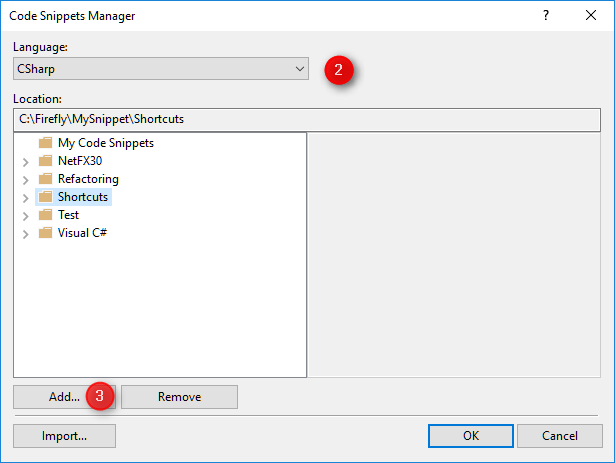 Code Snippets Manager
?
Language:
CSharp
2
Location:
C:\Firefly\MySnippet\Shortcuts
My Code Snippets
NetFX30
Refactoring
Shortcuts
Test
Visual C#
Add... 3 Remove
Import... OK Cancel